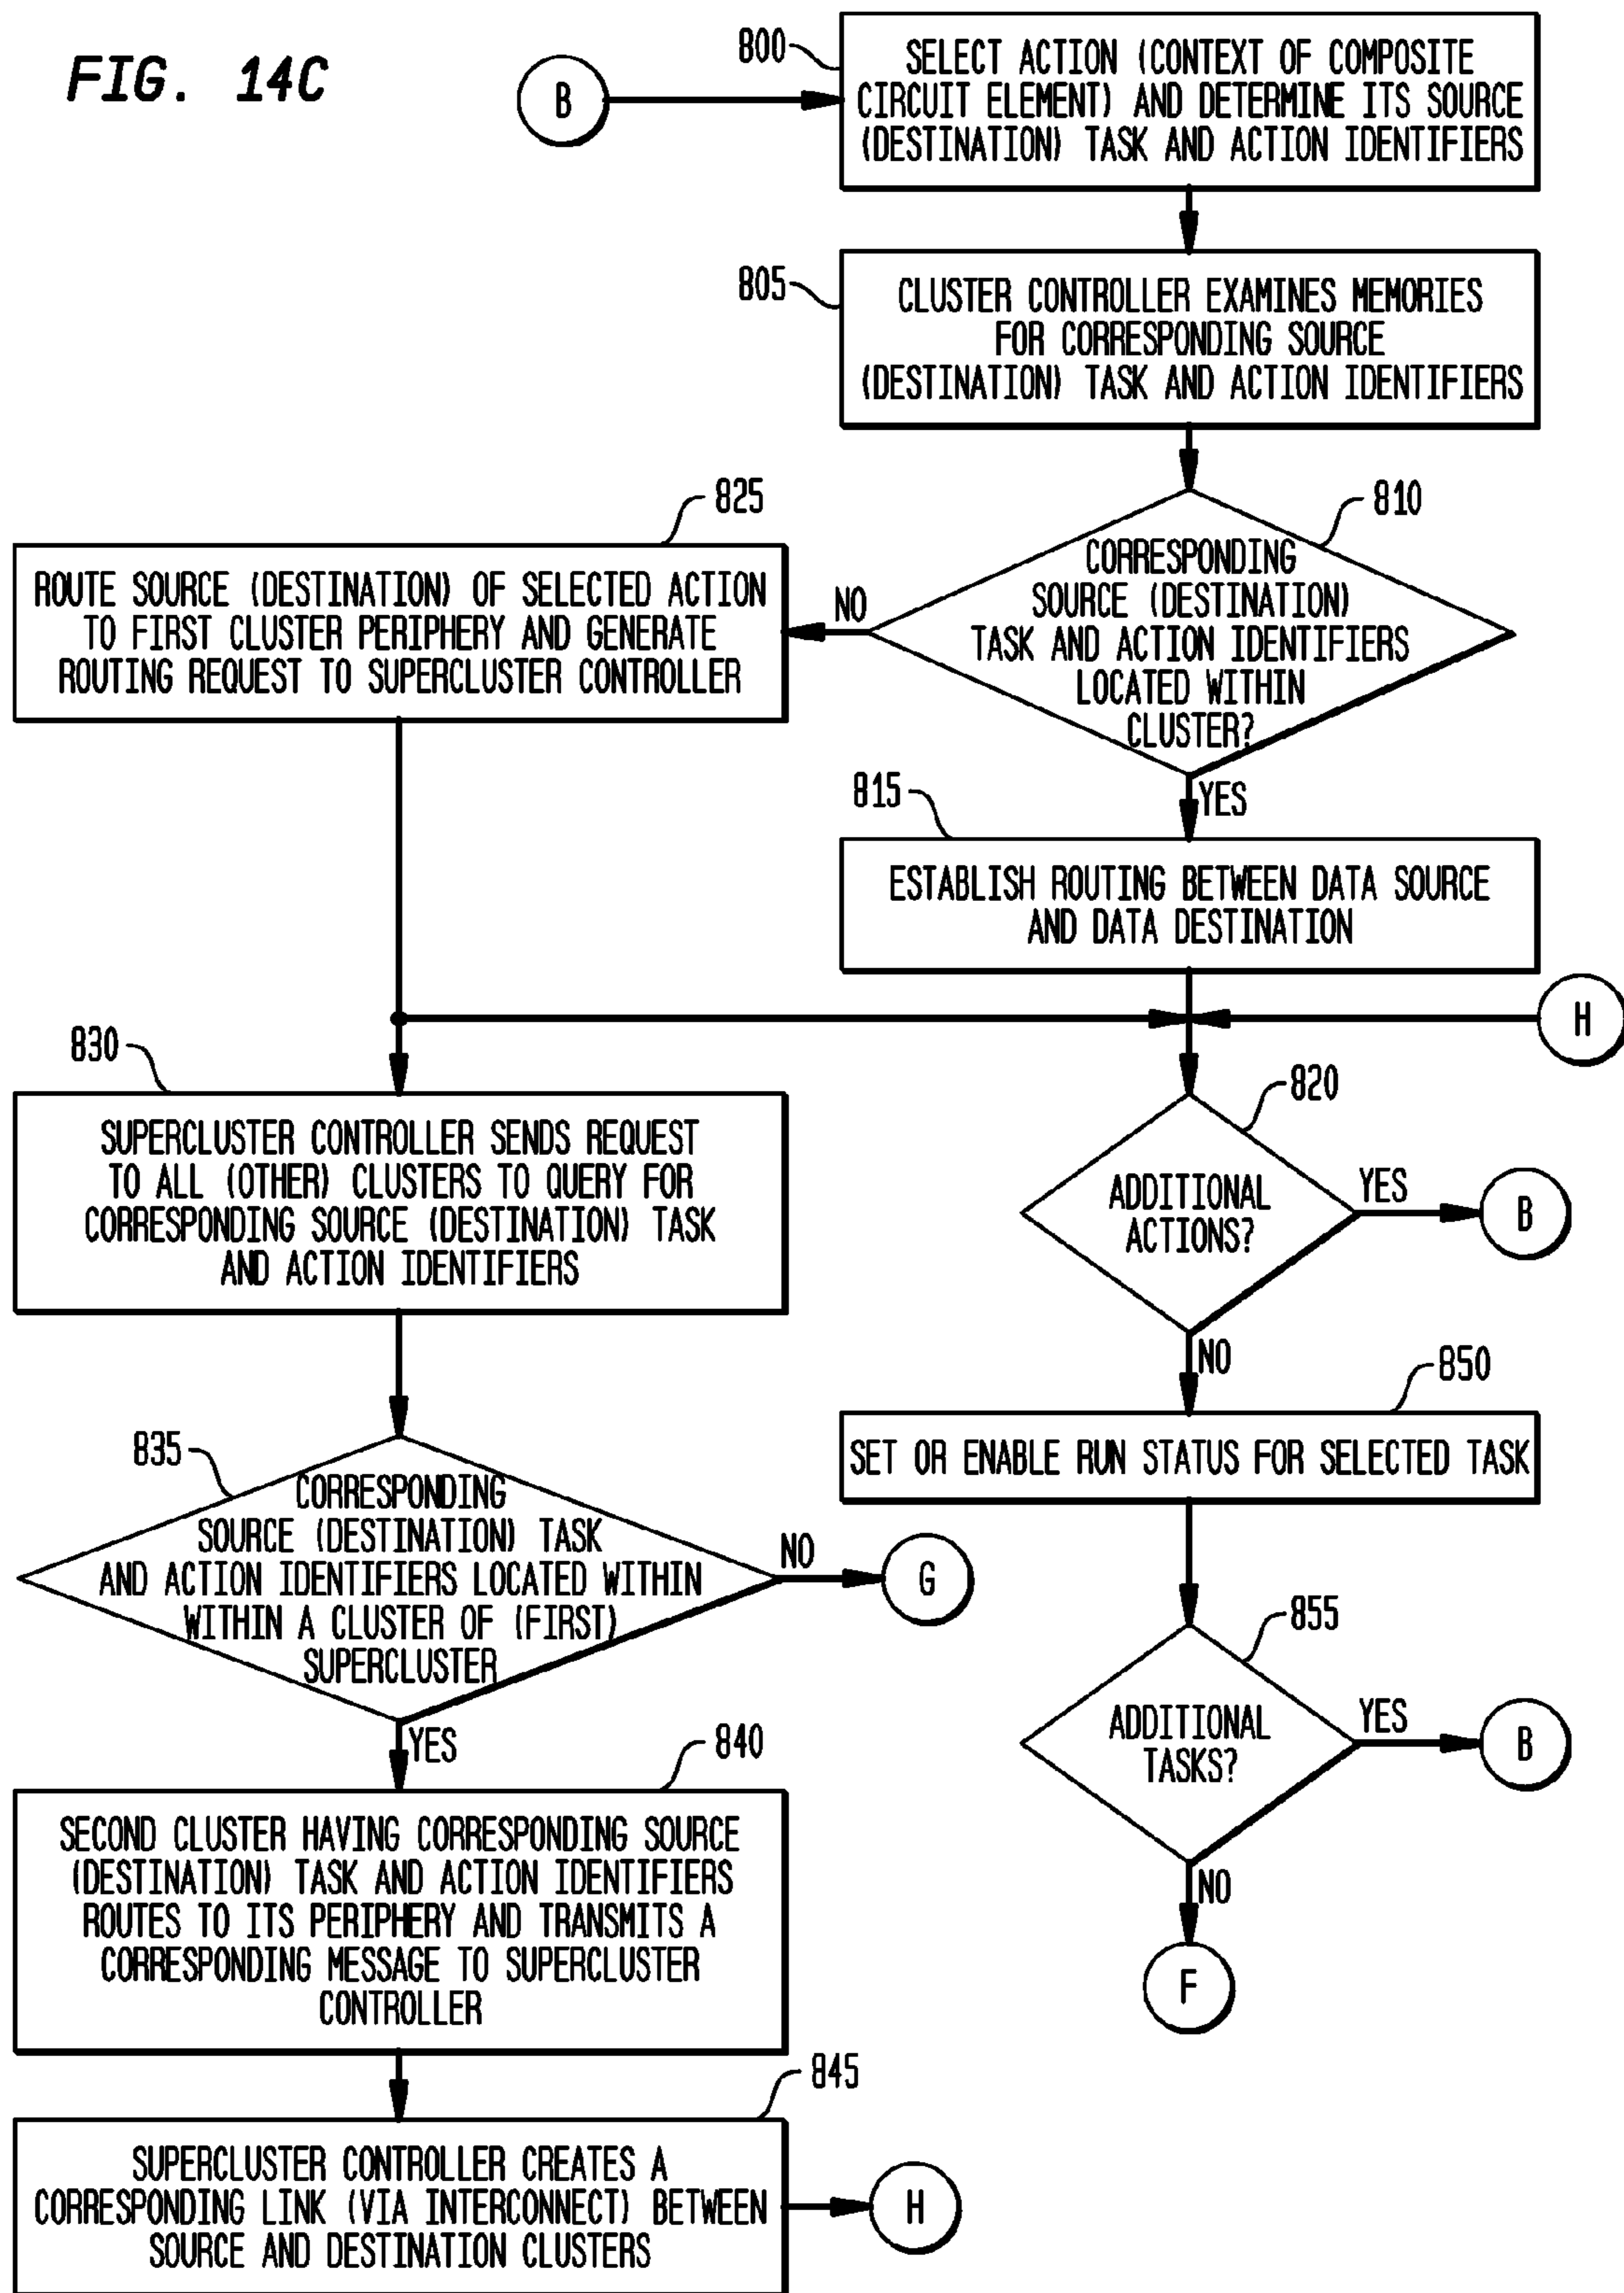 FIG. 14C
B
800
SELECT ACTION (CONTEXT OF COMPOSITE
CIRCUIT ELEMENT) AND DETERMINE ITS SOURCE
(DESTINATION) TASK AND ACTION IDENTIFIERS
805
CLUSTER CONTROLLER EXAMINES MEMORIES
FOR CORRESPONDING SOURCE
(DESTINATION) TASK AND ACTION IDENTIFIERS
810
CORRESPONDING
SOURCE (DESTINATION)
TASK AND ACTION IDENTIFIERS
LOCATED WITHIN
CLUSTER?
NO
825
ROUTE SOURCE (DESTINATION) OF SELECTED ACTION
TO FIRST CLUSTER PERIPHERY AND GENERATE
ROUTING REQUEST TO SUPERCLUSTER CONTROLLER
YES
815
ESTABLISH ROUTING BETWEEN DATA SOURCE
AND DATA DESTINATION
H
830
SUPERCLUSTER CONTROLLER SENDS REQUEST
TO ALL (OTHER) CLUSTERS TO QUERY FOR
CORRESPONDING SOURCE (DESTINATION) TASK
AND ACTION IDENTIFIERS
820
ADDITIONAL
ACTIONS?
YES
B
NO
850
SET OR ENABLE RUN STATUS FOR SELECTED TASK
835
CORRESPONDING
SOURCE (DESTINATION) TASK
AND ACTION IDENTIFIERS LOCATED WITHIN
WITHIN A CLUSTER OF (FIRST)
SUPERCLUSTER
NO
G
YES
855
ADDITIONAL
TASKS?
YES
B
NO
F
840
SECOND CLUSTER HAVING CORRESPONDING SOURCE
(DESTINATION) TASK AND ACTION IDENTIFIERS
ROUTES TO ITS PERIPHERY AND TRANSMITS A
CORRESPONDING MESSAGE TO SUPERCLUSTER
CONTROLLER
845
SUPERCLUSTER CONTROLLER CREATES A
CORRESPONDING LINK (VIA INTERCONNECT) BETWEEN
SOURCE AND DESTINATION CLUSTERS
H